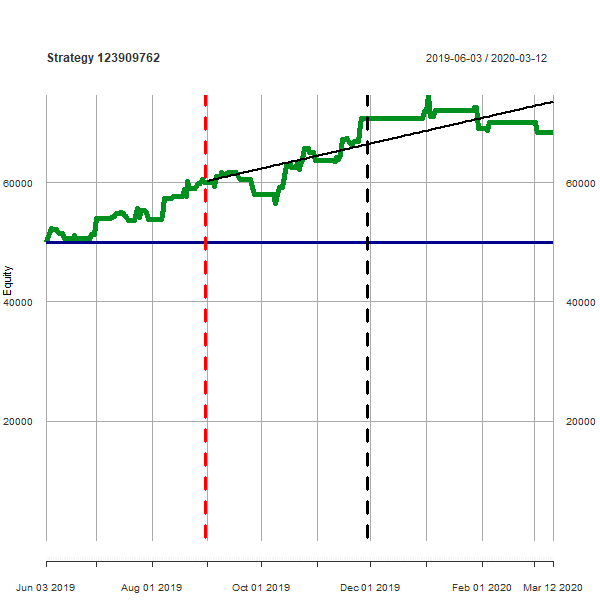 Strategy 123909762
2019-06-03 / 2020-03-12
60000
60000
Equity
40000
40000
20000
20000
Jun 03 2019
Aug 01 2019
Oct 01 2019
Dec 01 2019
Feb 01 2020
Mar 12 2020